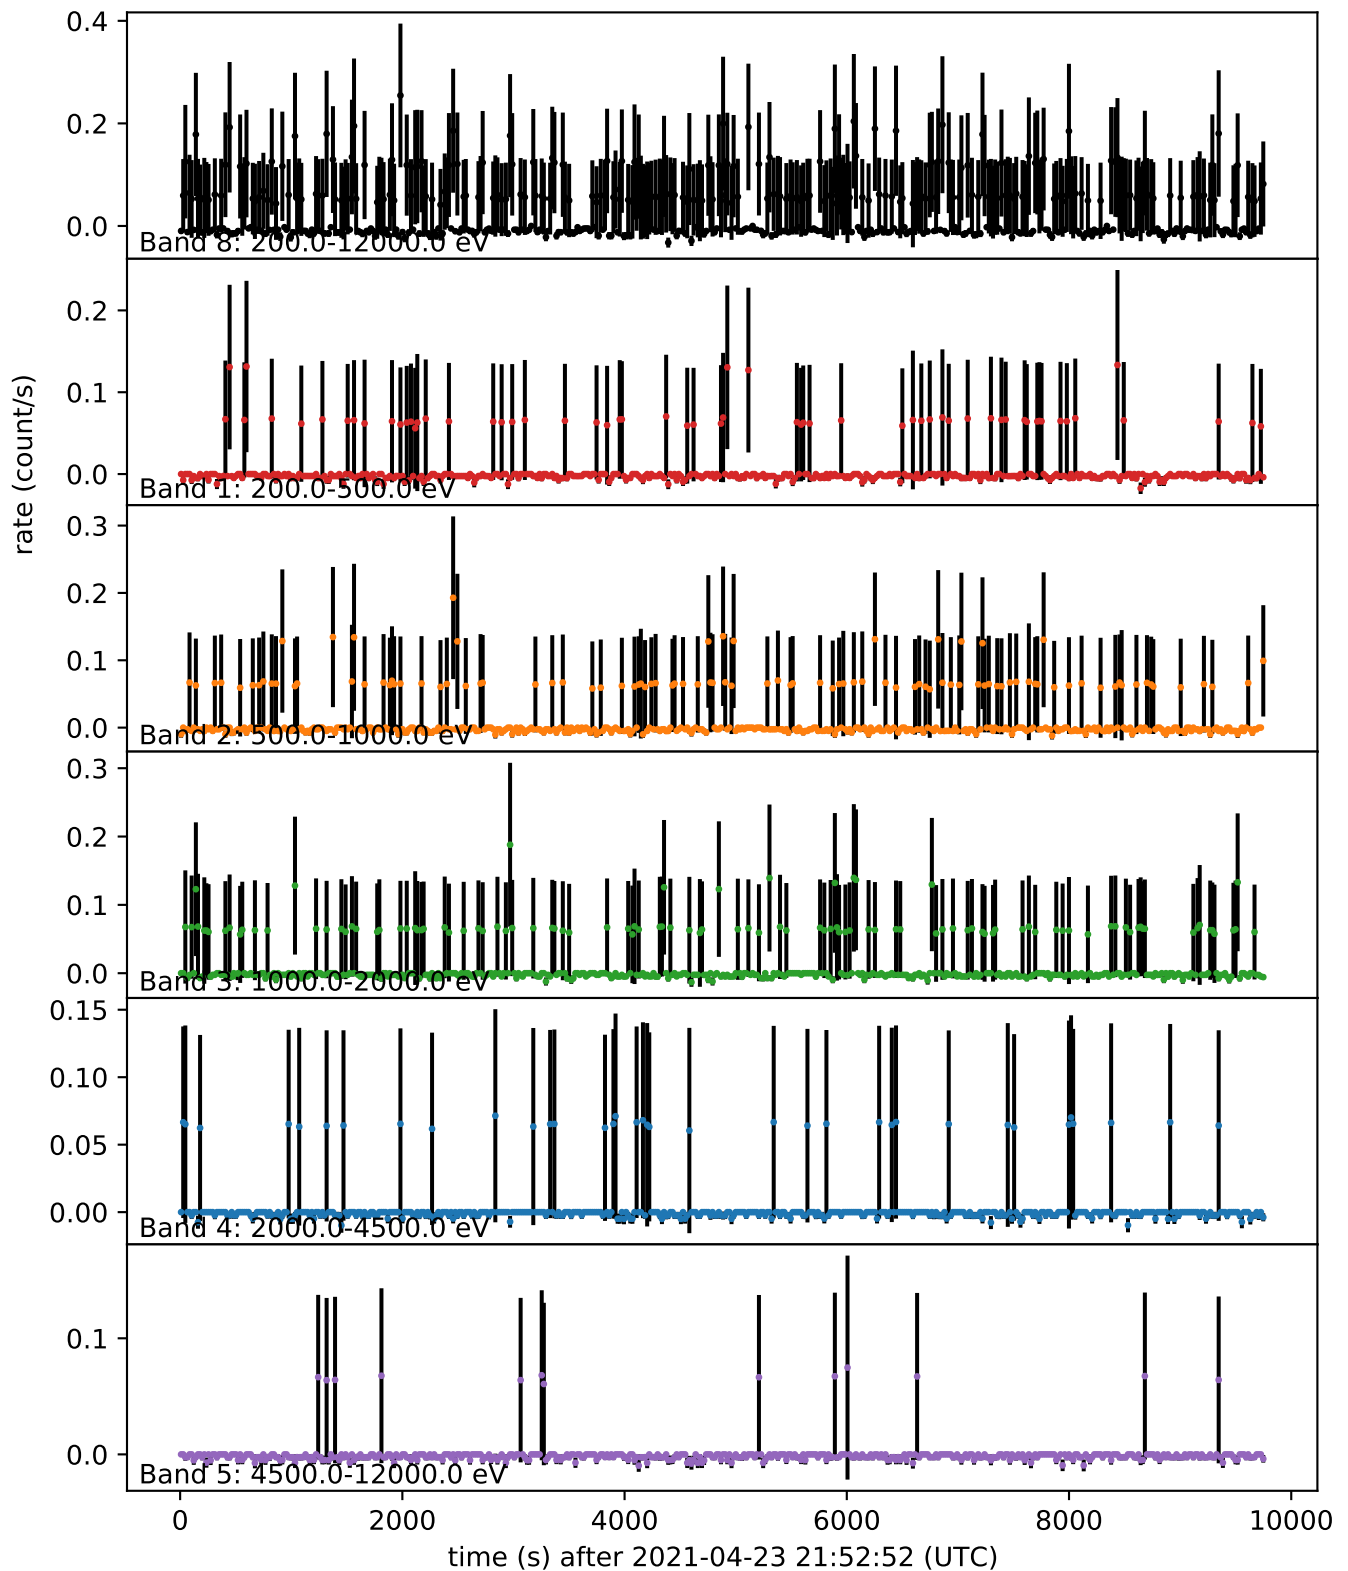 0.4
0.2
0.0
Band 8: 200.0-12000.0 eV
0.2
0.1
0.0
Band 1: 200.0-500.0 eV
rate (count/s)
0.3
0.2
0.1
0.0
Band 2: 500.0-1000.0 eV
0.3
0.2
0.1
0.0
Band 3: 1000.0-2000.0 eV
0.15
0.10
0.05
0.00
Band 4: 2000.0-4500.0 eV
0.1
0.0
Band 5: 4500.0-12000.0 eV
0 2000 4000 6000 8000 10000
time (s) after 2021-04-23 21:52:52 (UTC)